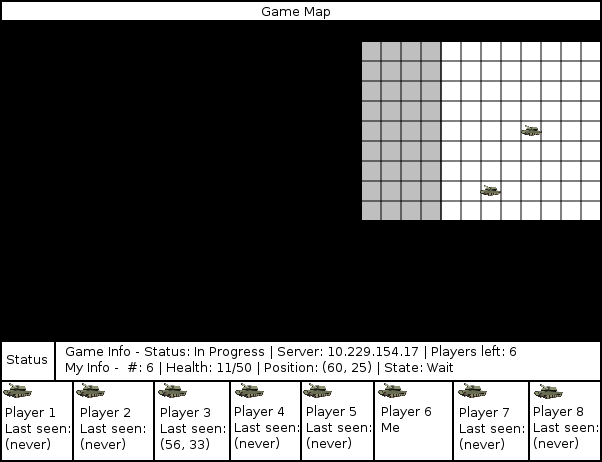 Game Map
Status
Game Info - Status: In Progress | Server: 10.229.154.17 | Players left: 6
My Info -  #: 6 | Health: 11/50 | Position: (60, 25) | State: Wait
Player 1
Last seen:
(never)
Player 2
Last seen:
(never)
Player 3
Last seen:
(56, 33)
Player 4
Last seen:
(never)
Player 5
Last seen:
(never)
Player 6
Me
Player 7
Last seen:
(never)
Player 8
Last seen:
(never)